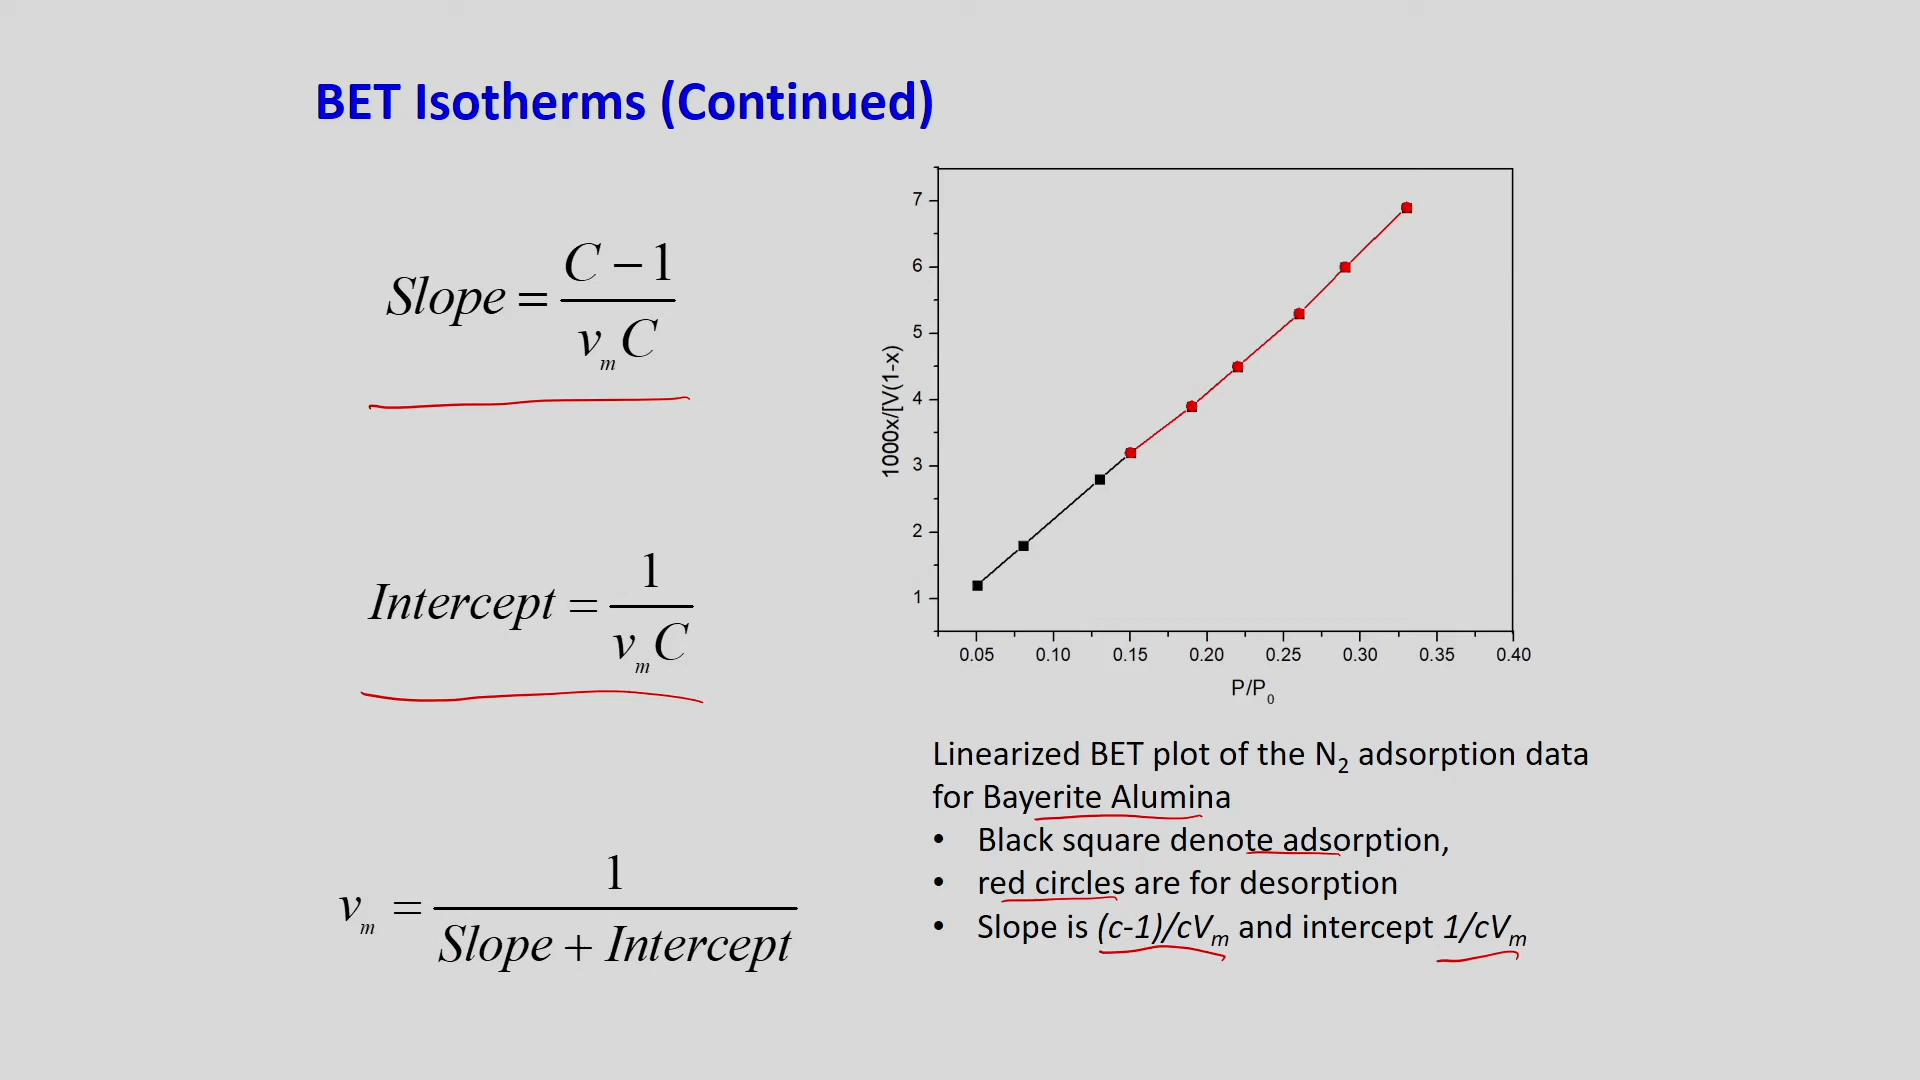 BET Isotherms (Continued)
Slope = C − 1 / v_m C
Intercept = 1 / v_m C
v_m = 1 / Slope + Intercept
1000x/[V(1-x)
7
6
5
4
3
2
1
0.05 0.10 0.15 0.20 0.25 0.30 0.35 0.40
P/P₀
Linearized BET plot of the N₂ adsorption data
for Bayerite Alumina
• Black square denote adsorption,
• red circles are for desorption
• Slope is (c-1)/cV_m and intercept 1/cV_m